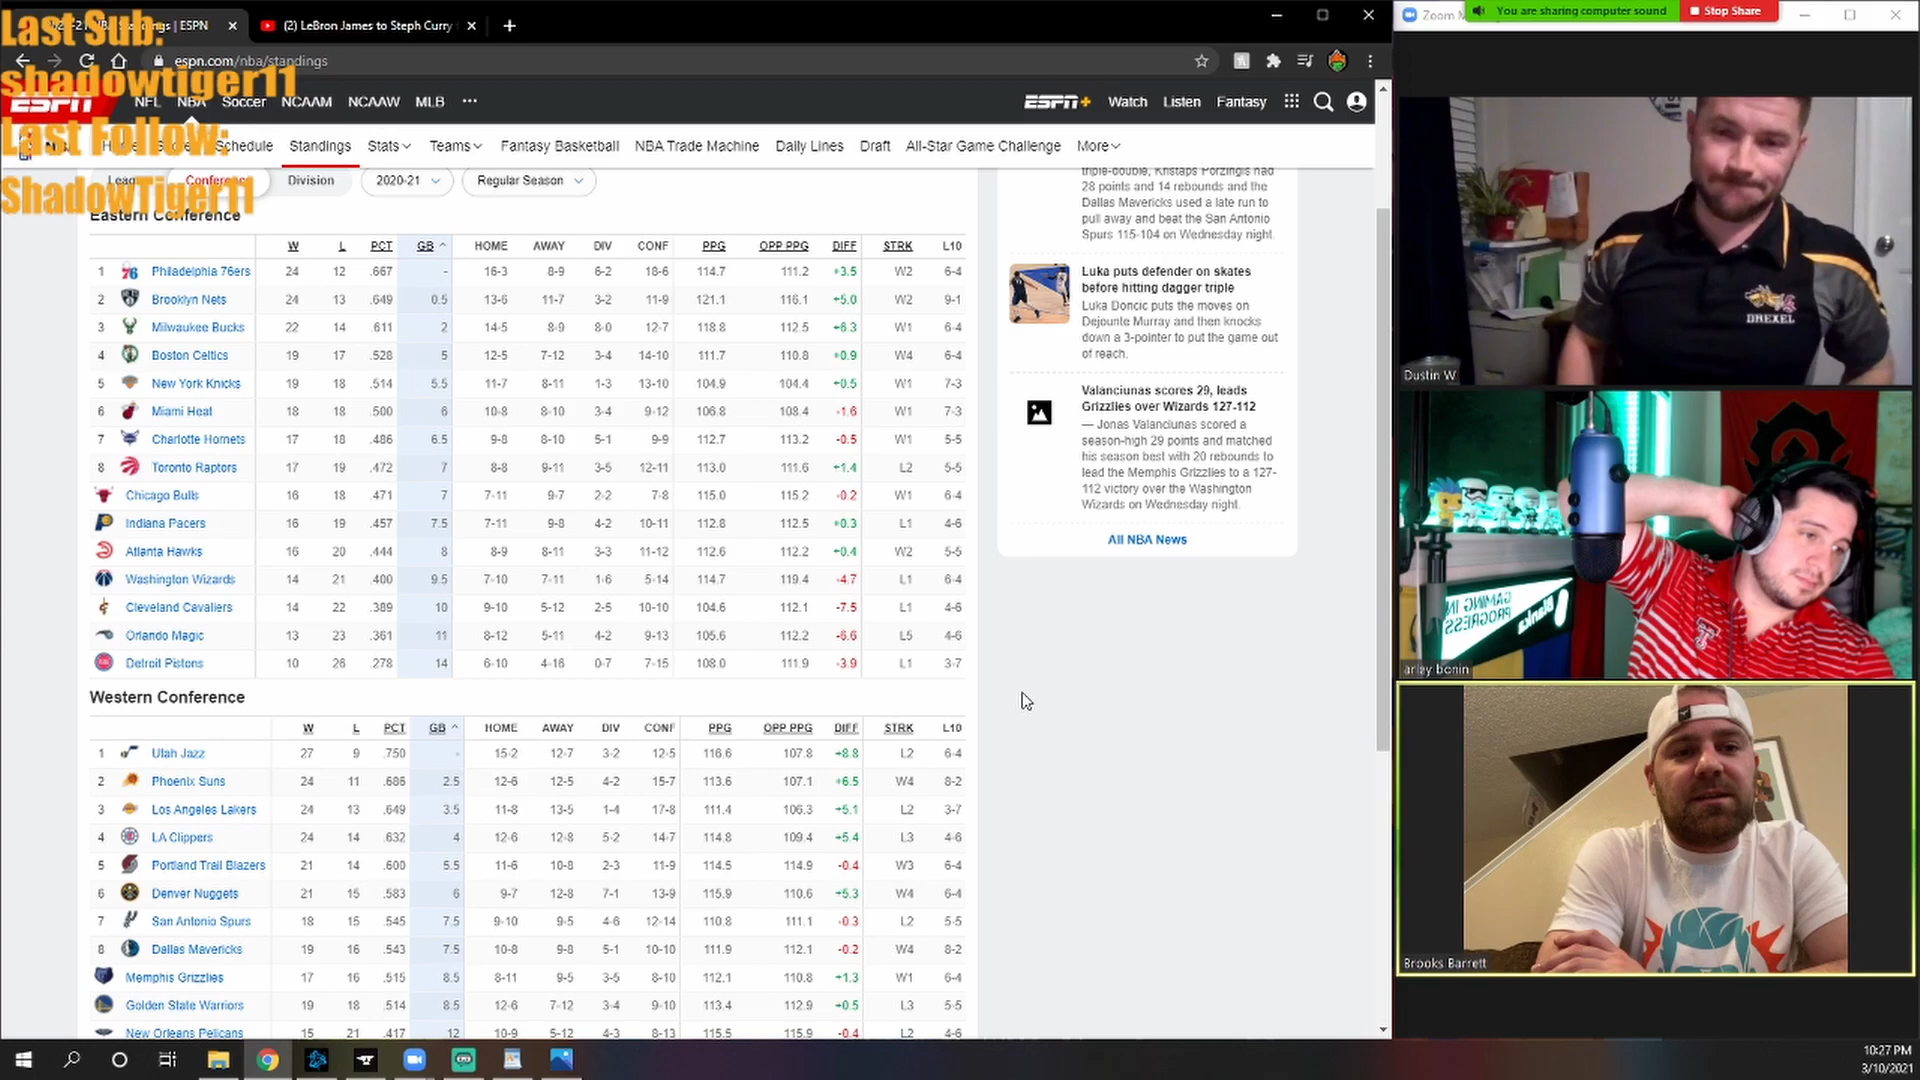 Last Sub:
shadowtiger11
Last Follow:
ShadowTiger11
| ESPN
(2) LeBron James to Steph Curry
espn.com/nba/standings
Zoom
You are sharing computer sound
Stop Share
ESPN
NFL NBA Soccer NCAAM NCAAW MLB ...
ESPN+ Watch Listen Fantasy
Schedule Standings Stats Teams Fantasy Basketball NBA Trade Machine Daily Lines Draft All-Star Game Challenge More
Conference Division 2020-21 Regular Season
Eastern Conference
W L PCT GB HOME AWAY DIV CONF PPG OPP PPG DIFF STRK L10
1 Philadelphia 76ers 24 12 .667 - 16-3 8-9 6-2 18-6 114.7 111.2 +3.5 W2 6-4
2 Brooklyn Nets 24 13 .649 0.5 13-6 11-7 3-2 11-9 121.1 116.1 +5.0 W2 9-1
3 Milwaukee Bucks 22 14 .611 2 14-5 8-9 8-0 12-7 118.8 112.5 +6.3 W1 6-4
4 Boston Celtics 19 17 .528 5 12-5 7-12 3-4 14-10 111.7 110.8 +0.9 W4 6-4
5 New York Knicks 19 18 .514 5.5 11-7 8-11 1-3 13-10 104.9 104.4 +0.5 W1 7-3
6 Miami Heat 18 18 .500 6 10-8 8-10 3-4 9-12 106.8 108.4 -1.6 W1 7-3
7 Charlotte Hornets 17 18 .486 6.5 9-8 8-10 5-1 9-9 112.7 113.2 -0.5 W1 5-5
8 Toronto Raptors 17 19 .472 7 8-8 9-11 3-5 12-11 113.0 111.6 +1.4 L2 5-5
Chicago Bulls 16 18 .471 7 7-11 9-7 2-2 7-8 115.0 115.2 -0.2 W1 6-4
Indiana Pacers 16 19 .457 7.5 7-11 9-8 4-2 10-11 112.8 112.5 +0.3 L1 4-6
Atlanta Hawks 16 20 .444 8 8-9 8-11 3-3 11-12 112.6 112.2 +0.4 W2 5-5
Washington Wizards 14 21 .400 9.5 7-10 7-11 1-6 5-14 114.7 119.4 -4.7 L1 6-4
Cleveland Cavaliers 14 22 .389 10 9-10 5-12 2-5 10-10 104.6 112.1 -7.5 L1 4-6
Orlando Magic 13 23 .361 11 8-12 5-11 4-2 9-13 105.6 112.2 -6.6 L5 4-6
Detroit Pistons 10 26 .278 14 6-10 4-16 0-7 7-15 108.0 111.9 -3.9 L1 3-7
Western Conference
W L PCT GB HOME AWAY DIV CONF PPG OPP PPG DIFF STRK L10
1 Utah Jazz 27 9 .750 - 15-2 12-7 3-2 12-5 116.6 107.8 +8.8 L2 6-4
2 Phoenix Suns 24 11 .686 2.5 12-6 12-5 4-2 15-7 113.6 107.1 +6.5 W4 8-2
3 Los Angeles Lakers 24 13 .649 3.5 11-8 13-5 1-4 17-8 111.4 106.3 +5.1 L2 3-7
4 LA Clippers 24 14 .632 4 12-6 12-8 5-2 14-7 114.8 109.4 +5.4 L3 4-6
5 Portland Trail Blazers 21 14 .600 5.5 11-6 10-8 2-3 11-9 114.5 114.9 -0.4 W3 6-4
6 Denver Nuggets 21 15 .583 6 9-7 12-8 7-1 13-9 115.9 110.6 +5.3 W4 6-4
7 San Antonio Spurs 18 15 .545 7.5 9-10 9-5 4-6 12-14 110.8 111.1 -0.3 L2 5-5
8 Dallas Mavericks 19 16 .543 7.5 10-8 9-8 5-1 10-10 111.9 112.1 -0.2 W4 8-2
Memphis Grizzlies 17 16 .515 8.5 8-11 9-5 3-5 8-10 112.1 110.8 +1.3 W1 6-4
Golden State Warriors 19 18 .514 8.5 12-6 7-12 3-4 9-10 113.4 112.9 +0.5 L3 5-5
New Orleans Pelicans 15 21 .417 12 10-9 5-12 4-3 8-13 115.5 115.9 -0.4 L2 4-6
triple-double, Kristaps Porzingis had
28 points and 14 rebounds and the
Dallas Mavericks used a late run to
pull away and beat the San Antonio
Spurs 115-104 on Wednesday night.
Luka puts defender on skates
before hitting dagger triple
Luka Doncic puts the moves on
Dejounte Murray and then knocks
down a 3-pointer to put the game out
of reach.
Valanciunas scores 29, leads
Grizzlies over Wizards 127-112
— Jonas Valanciunas scored a
season-high 29 points and matched
his season best with 20 rebounds to
lead the Memphis Grizzlies to a 127-
112 victory over the Washington
Wizards on Wednesday night.
All NBA News
DREXEL
Dustin W
GAMING IN
PROGRESS
arley bonin
Brooks Barrett
10:27 PM
3/10/2021